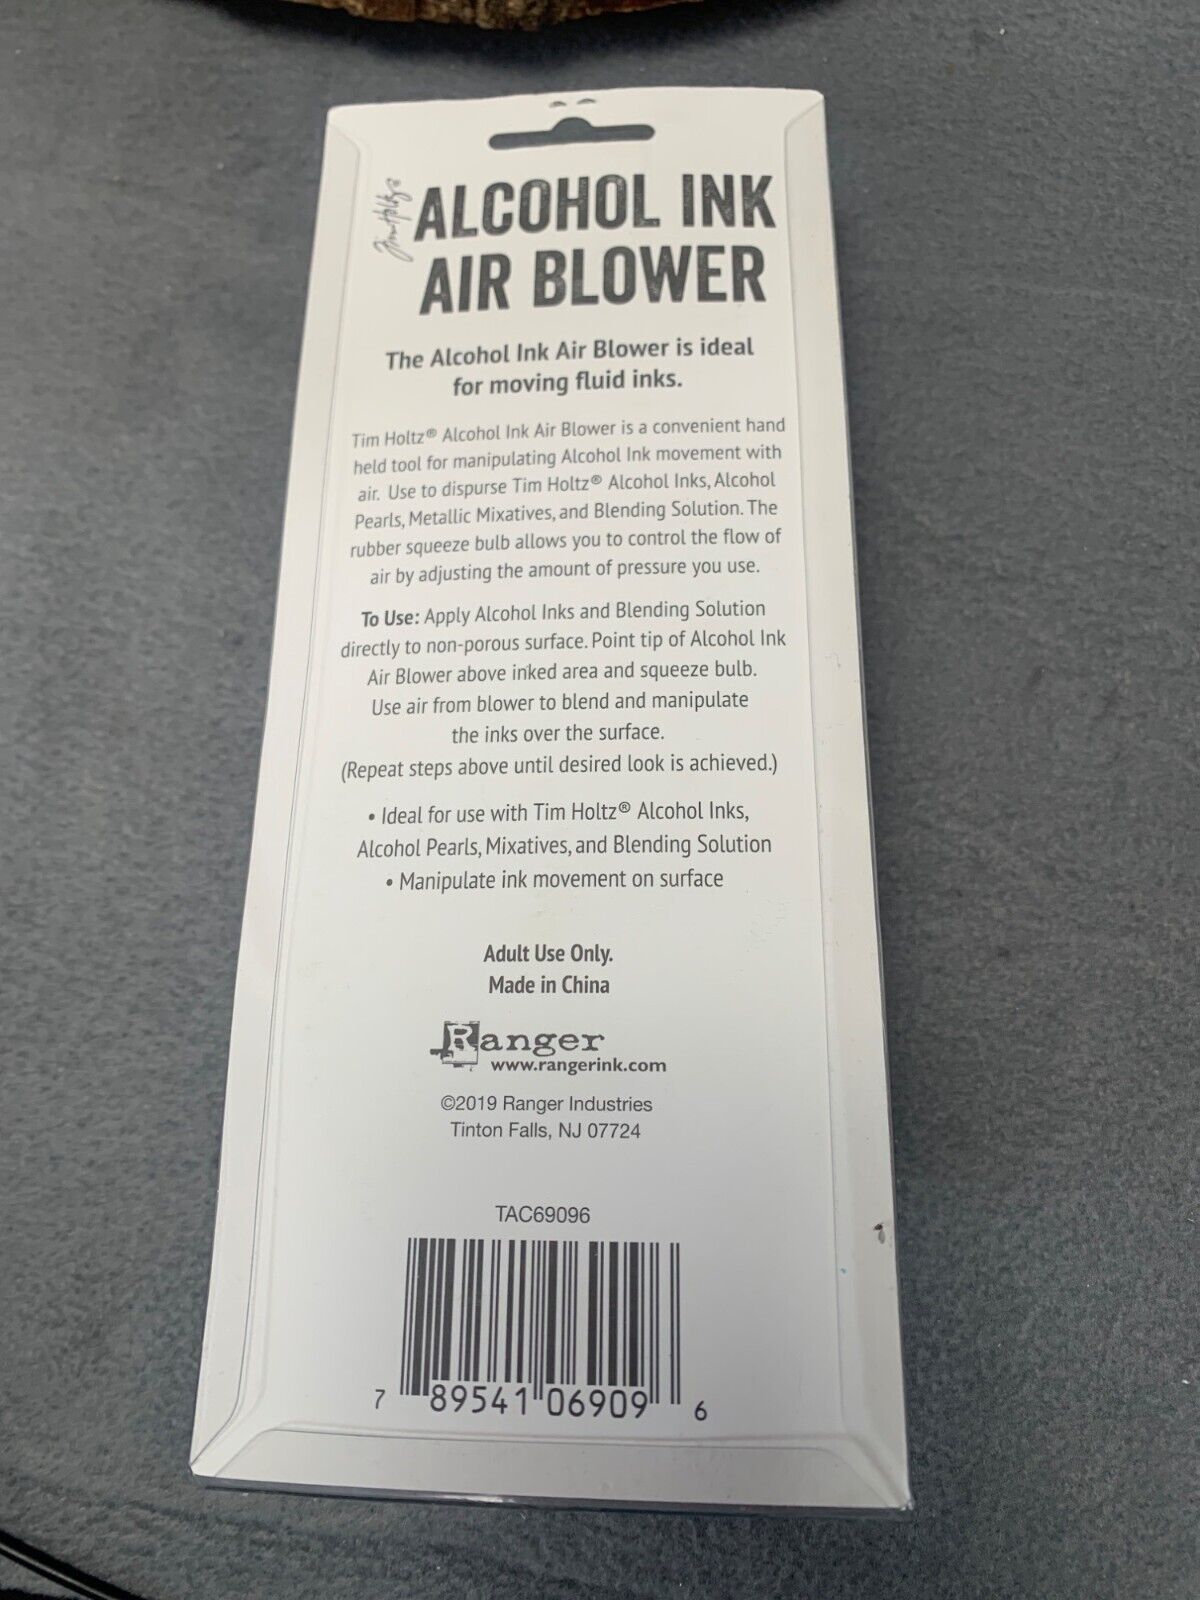 Tim Holtz®
ALCOHOL INK
AIR BLOWER
The Alcohol Ink Air Blower is ideal
for moving fluid inks.
Tim Holtz® Alcohol Ink Air Blower is a convenient hand
held tool for manipulating Alcohol Ink movement with
air. Use to dispurse Tim Holtz® Alcohol Inks, Alcohol
Pearls, Metallic Mixatives, and Blending Solution. The
rubber squeeze bulb allows you to control the flow of
air by adjusting the amount of pressure you use.
To Use: Apply Alcohol Inks and Blending Solution
directly to non-porous surface. Point tip of Alcohol Ink
Air Blower above inked area and squeeze bulb.
Use air from blower to blend and manipulate
the inks over the surface.
(Repeat steps above until desired look is achieved.)
• Ideal for use with Tim Holtz® Alcohol Inks,
Alcohol Pearls, Mixatives, and Blending Solution
• Manipulate ink movement on surface
Adult Use Only.
Made in China
Ranger
www.rangerink.com
©2019 Ranger Industries
Tinton Falls, NJ 07724
TAC69096
7 89541 06909 6